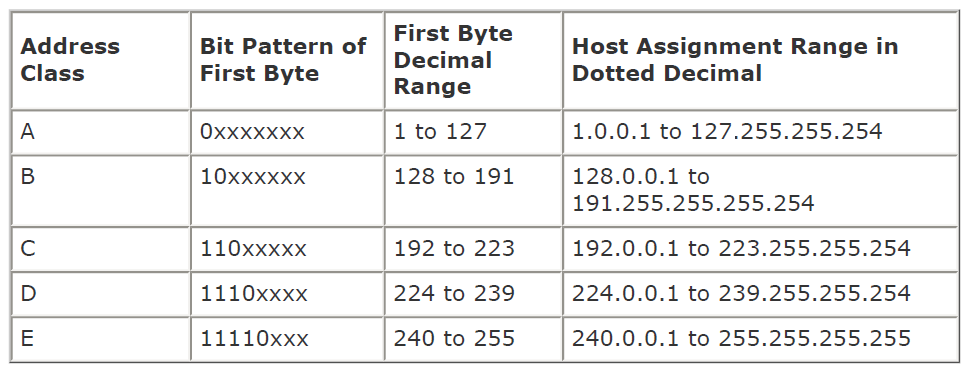 Address Class
Bit Pattern of First Byte
First Byte Decimal Range
Host Assignment Range in Dotted Decimal
A
0xxxxxxx
1 to 127
1.0.0.1 to 127.255.255.254
B
10xxxxxx
128 to 191
128.0.0.1 to
191.255.255.255.254
C
110xxxxx
192 to 223
192.0.0.1 to 223.255.255.254
D
1110xxxx
224 to 239
224.0.0.1 to 239.255.255.254
E
11110xxx
240 to 255
240.0.0.1 to 255.255.255.255